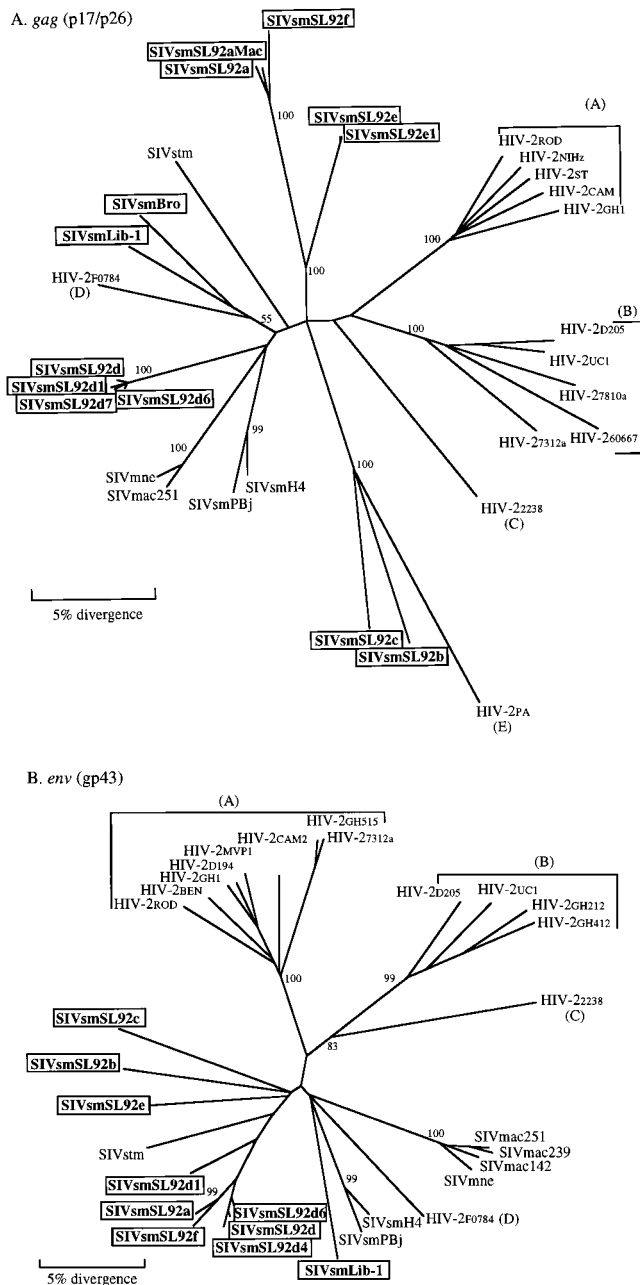 A. gag (p17/p26)
SIVsmSL92f
SIVsmSL92aMac
SIVsmSL92a
100
SIVsmSL92e
SIVsmSL92e1
(A)
HIV-2ROD
HIV-2NIHz
HIV-2ST
HIV-2CAM
HIV-2GH1
100
SIVstm
SIVsmBro
SIVsmLib-1
HIV-2F0784
(D)
55
100
100
(B)
HIV-2D205
HIV-2UC1
HIV-27810a
HIV-27312a
HIV-260667
SIVsmSL92d
100
SIVsmSL92d1
SIVsmSL92d7
SIVsmSL92d6
100
99
SIVmne
SIVmac251
SIVsmH4
SIVsmPBj
100
HIV-22238
(C)
5% divergence
SIVsmSL92c
SIVsmSL92b
HIV-2PA
(E)
B. env (gp43)
(A)
HIV-2GH515
HIV-2CAM2
HIV-27312a
HIV-2MVP1
HIV-2D194
HIV-2GH1
HIV-2BEN
HIV-2ROD
(B)
HIV-2D205
HIV-2UC1
HIV-2GH212
HIV-2GH412
100
99
HIV-22238
(C)
83
SIVsmSL92c
SIVsmSL92b
SIVsmSL92e
SIVstm
SIVsmSL92d1
99
SIVsmSL92a
SIVsmSL92f
SIVsmSL92d6
SIVsmSL92d
SIVsmSL92d4
100
SIVmac251
SIVmac239
SIVmac142
SIVmne
99
SIVsmH4
SIVsmPBj
HIV-2F0784 (D)
SIVsmLib-1
5% divergence